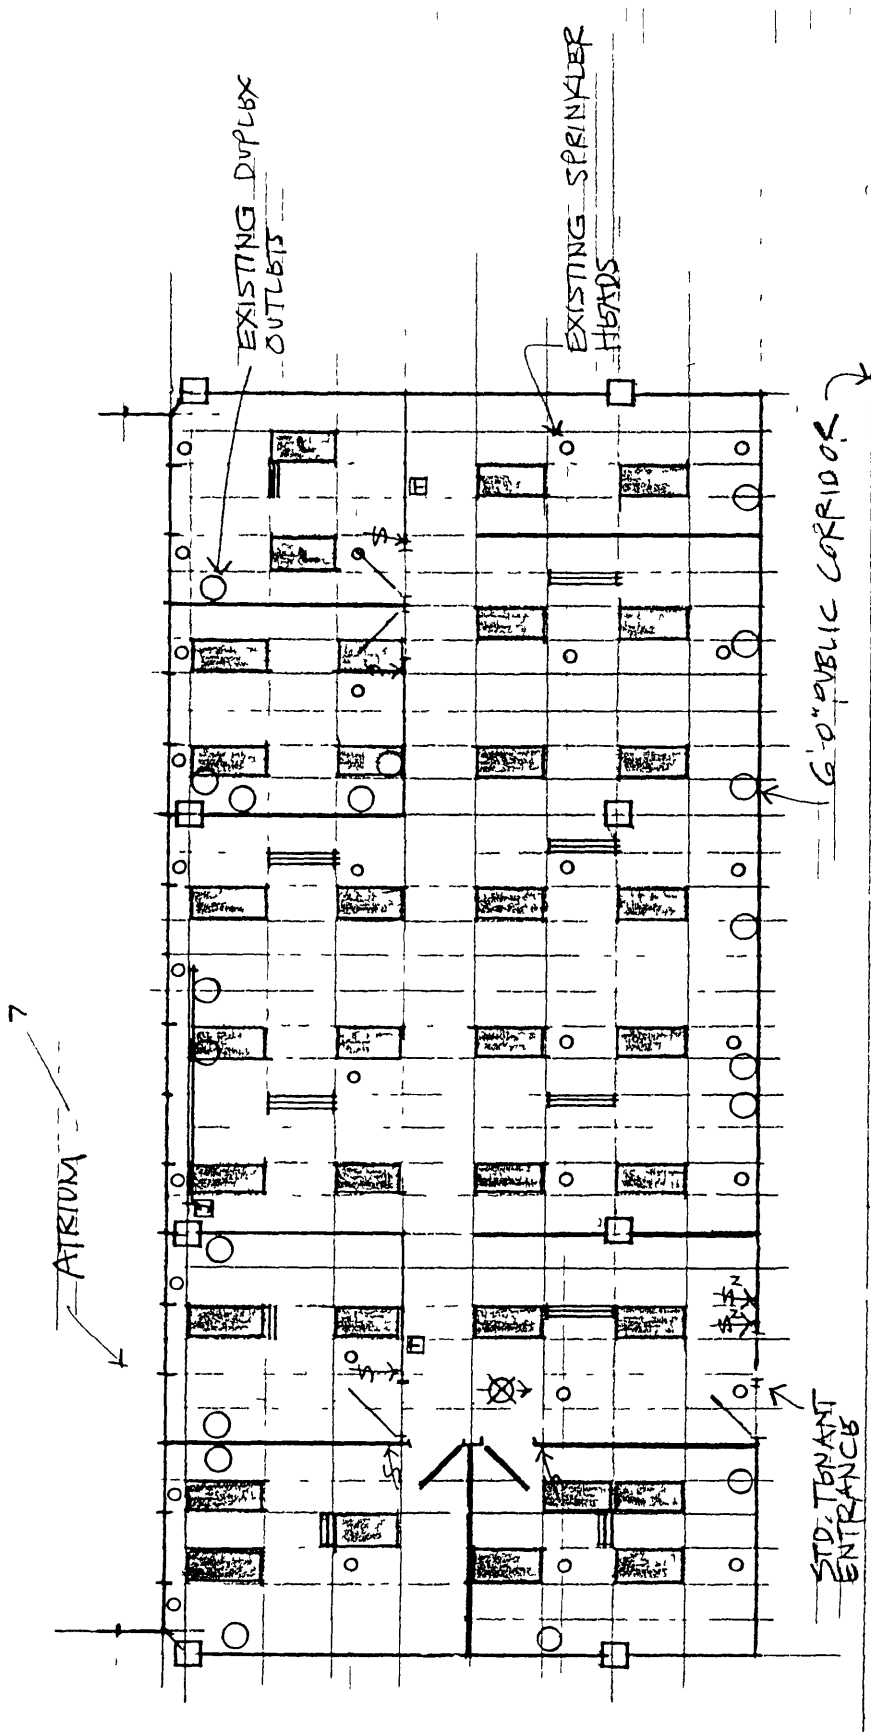 EXISTING DUPLEX
OUTLETS
EXISTING SPRINKLER
HEADS
ATRIUM
6'-0" PUBLIC CORRIDOR
STD. TENANT
ENTRANCE
S
S
S
S
S